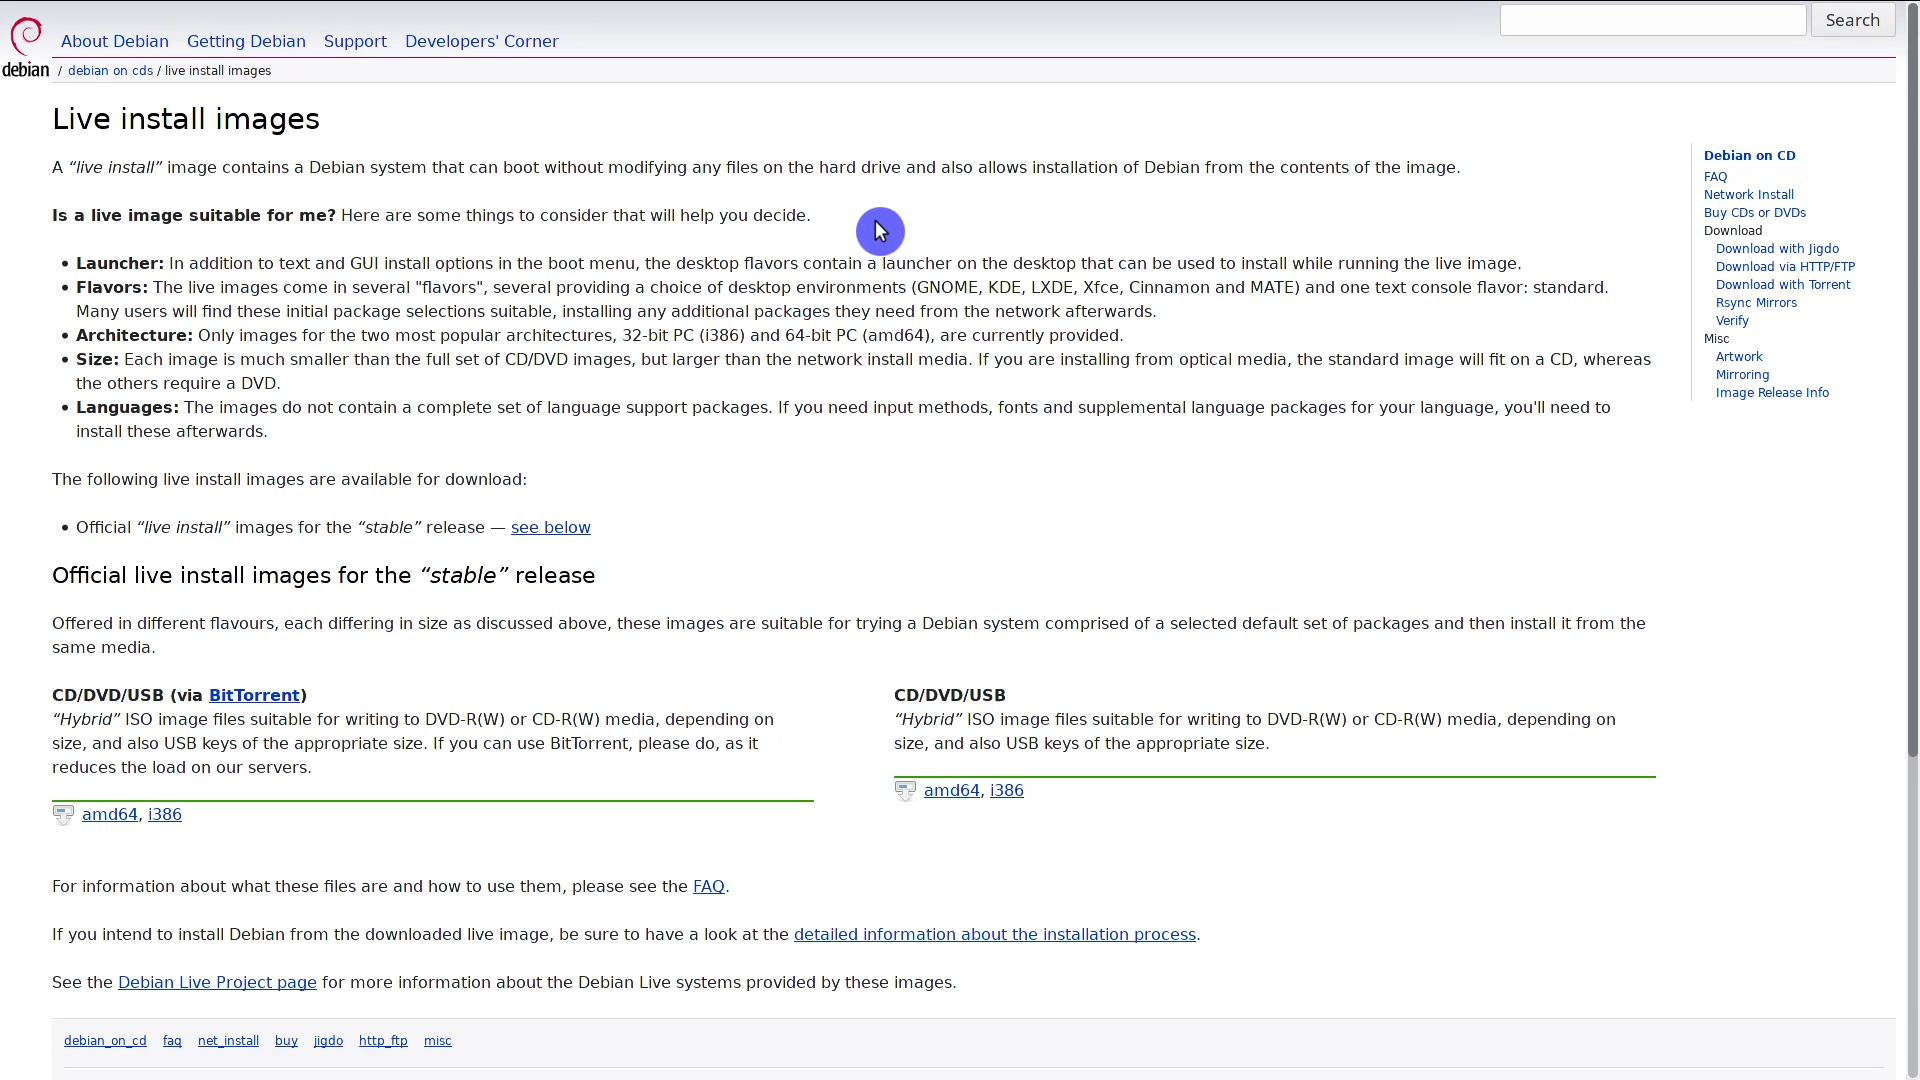 Search
About Debian Getting Debian Support Developers' Corner
debian / debian on cds / live install images
Live install images
A “live install” image contains a Debian system that can boot without modifying any files on the hard drive and also allows installation of Debian from the contents of the image.
Is a live image suitable for me? Here are some things to consider that will help you decide.
• Launcher: In addition to text and GUI install options in the boot menu, the desktop flavors contain a launcher on the desktop that can be used to install while running the live image.
• Flavors: The live images come in several "flavors", several providing a choice of desktop environments (GNOME, KDE, LXDE, Xfce, Cinnamon and MATE) and one text console flavor: standard.
Many users will find these initial package selections suitable, installing any additional packages they need from the network afterwards.
• Architecture: Only images for the two most popular architectures, 32-bit PC (i386) and 64-bit PC (amd64), are currently provided.
• Size: Each image is much smaller than the full set of CD/DVD images, but larger than the network install media. If you are installing from optical media, the standard image will fit on a CD, whereas
the others require a DVD.
• Languages: The images do not contain a complete set of language support packages. If you need input methods, fonts and supplemental language packages for your language, you'll need to
install these afterwards.
The following live install images are available for download:
• Official “live install” images for the “stable” release — see below
Official live install images for the “stable” release
Offered in different flavours, each differing in size as discussed above, these images are suitable for trying a Debian system comprised of a selected default set of packages and then install it from the
same media.
CD/DVD/USB (via BitTorrent)
“Hybrid” ISO image files suitable for writing to DVD-R(W) or CD-R(W) media, depending on
size, and also USB keys of the appropriate size. If you can use BitTorrent, please do, as it
reduces the load on our servers.
amd64, i386
CD/DVD/USB
“Hybrid” ISO image files suitable for writing to DVD-R(W) or CD-R(W) media, depending on
size, and also USB keys of the appropriate size.
amd64, i386
For information about what these files are and how to use them, please see the FAQ.
If you intend to install Debian from the downloaded live image, be sure to have a look at the detailed information about the installation process.
See the Debian Live Project page for more information about the Debian Live systems provided by these images.
Debian on CD
FAQ
Network Install
Buy CDs or DVDs
Download
Download with Jigdo
Download via HTTP/FTP
Download with Torrent
Rsync Mirrors
Verify
Misc
Artwork
Mirroring
Image Release Info
debian_on_cd faq net_install buy jigdo http_ftp misc